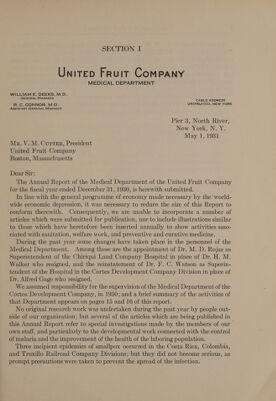 SECTION I
UNITED FRUIT COMPANY
MEDICAL DEPARTMENT
WILLIAM E. DEEKS, M.D.
GENERAL MANAGER
R. C. CONNOR, M.D.
ASSISTANT GENERAL MANAGER
CABLE ADDRESS
UNIFRUITCO, NEW YORK
Pier 3, North River,
New York, N. Y.
May 1, 1931
MR. V. M. CUTTER, President
United Fruit Company
Boston, Massachusetts
Dear Sir:
The Annual Report of the Medical Department of the United Fruit Company
for the fiscal year ended December 31, 1930, is herewith submitted.
In line with the general programme of economy made necessary by the world-
wide economic depression, it was necessary to reduce the size of this Report to
conform therewith. Consequently, we are unable to incorporate a number of
articles which were submitted for publication, nor to include illustrations similar
to those which have heretofore been inserted annually to show activities asso-
ciated with sanitation, welfare work, and preventive and curative medicine.
During the past year some changes have taken place in the personnel of the
Medical Department. Among these are the appointment of Dr. M. D. Rojas as
Superintendent of the Chiriqui Land Company Hospital in place of Dr. H. M.
Walker who resigned, and the reinstatement of Dr. F. C. Watson as Superin-
tendent of the Hospital in the Cortes Development Company Division in place of
Dr. Alfred Gage who resigned.
We assumed responsibility for the supervision of the Medical Department of the
Cortes Development Company, in 1930; and a brief summary of the activities of
that Department appears on pages 15 and 16 of this report.
No original research work was undertaken during the past year by people out-
side of our organization; but several of the articles which are being published in
this Annual Report refer to special investigations made by the members of our
own staff, and particularly to the developmental work connected with the control
of malaria and the improvement of the health of the laboring population.
Three incipient epidemics of smallpox occurred in the Costa Rica, Colombia,
and Truxillo Railroad Company Divisions; but they did not become serious, as
prompt precautions were taken to prevent the spread of the infection.